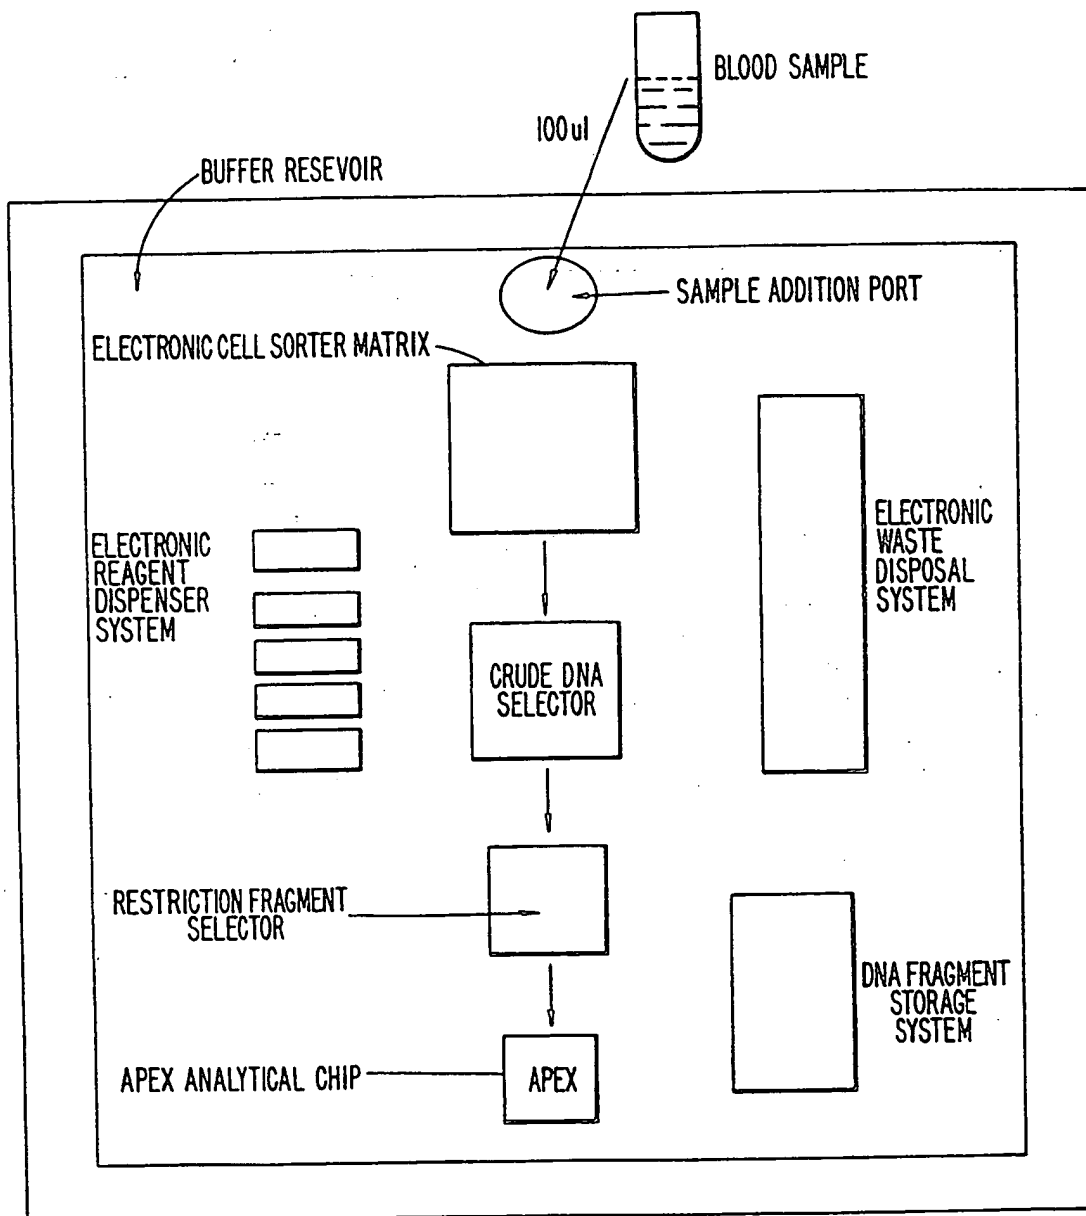 BLOOD SAMPLE
100ul
BUFFER RESEVOIR
SAMPLE ADDITION PORT
ELECTRONIC CELL SORTER MATRIX
ELECTRONIC
REAGENT
DISPENSER
SYSTEM
ELECTRONIC
WASTE
DISPOSAL
SYSTEM
CRUDE DNA
SELECTOR
RESTRICTION FRAGMENT
SELECTOR
DNA FRAGMENT
STORAGE
SYSTEM
APEX ANALYTICAL CHIP
APEX